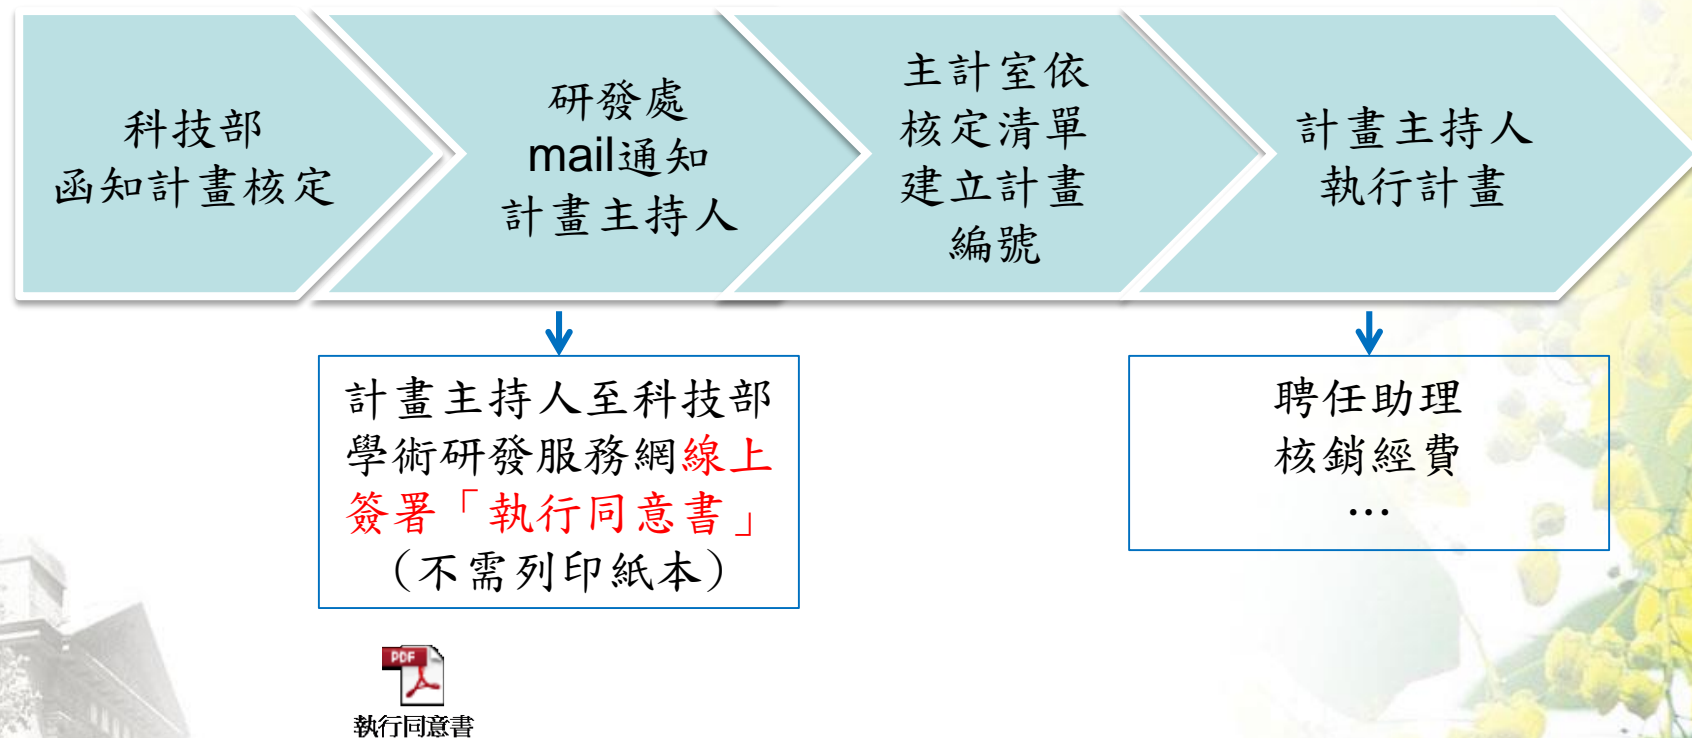 科技部
函知計畫核定
研發處
mail通知
計畫主持人
主計室依
核定清單
建立計畫
編號
計畫主持人
執行計畫
計畫主持人至科技部
學術研發服務網線上
簽署「執行同意書」
（不需列印紙本）
聘任助理
核銷經費
…
PDF
執行同意書